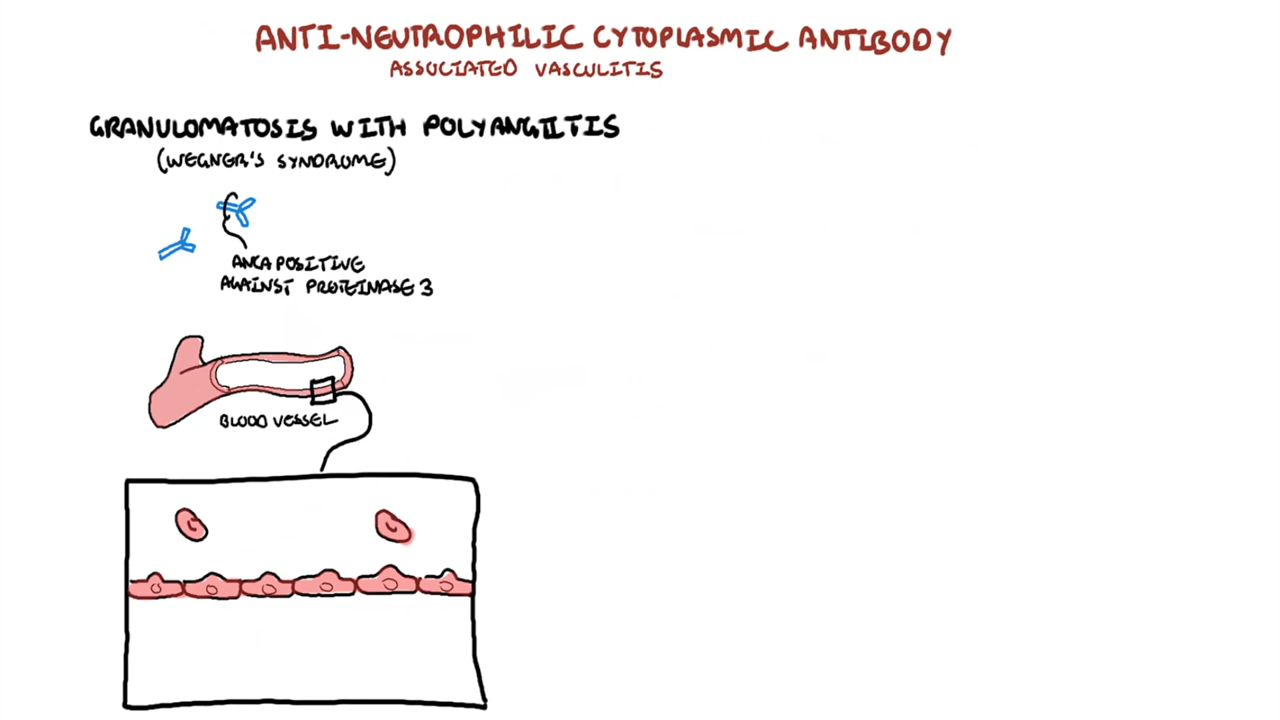 ANTI-NEUTROPHILIC CYTOPLASMIC ANTIBODY
ASSOCIATED VASCULITIS
GRANULOMATOSIS WITH POLYANGIITIS
(WEGNER'S SYNDROME)
ANCA POSITIVE
AGAINST PROTEINASE 3
BLOOD VESSEL